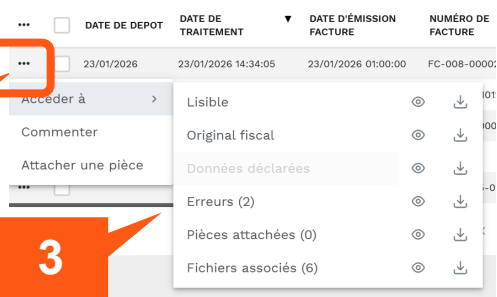 ••• DATE DE DEPOT DATE DE TRAITEMENT ▼ DATE D'ÉMISSION FACTURE NUMÉRO DE FACTURE
••• 23/01/2026 23/01/2026 14:34:05 23/01/2026 01:00:00 FC-008-00002
Accéder à >
Commenter
Attacher une pièce
Lisible
Original fiscal
Données déclarées
Erreurs (2)
Pièces attachées (0)
Fichiers associés (6)
3